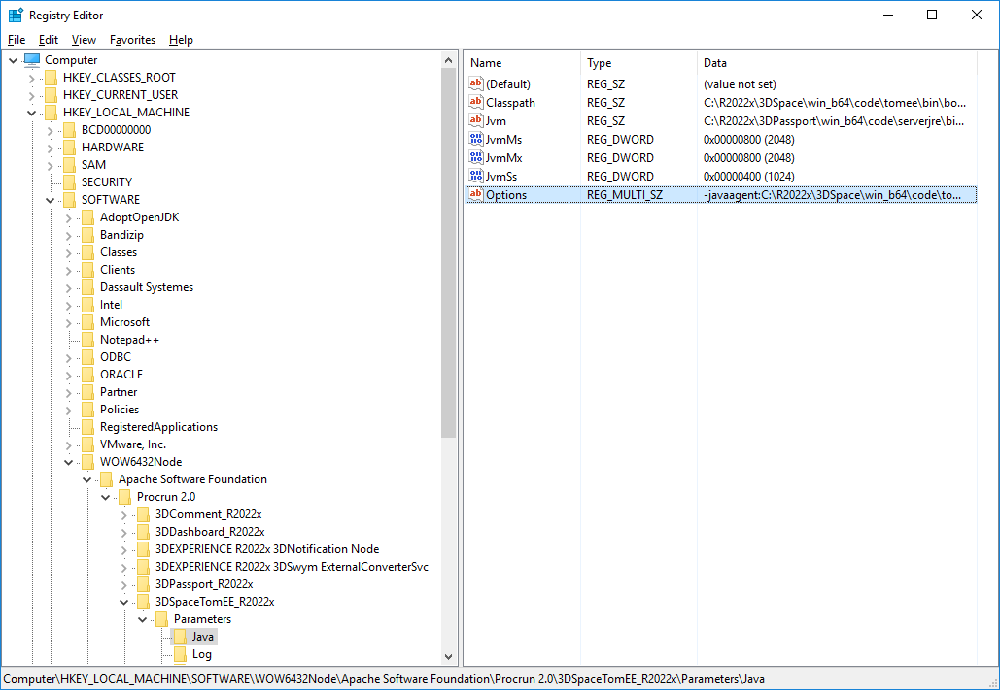 Registry Editor
File Edit View Favorites Help
Computer
HKEY_CLASSES_ROOT
HKEY_CURRENT_USER
HKEY_LOCAL_MACHINE
BCD00000000
HARDWARE
SAM
SECURITY
SOFTWARE
AdoptOpenJDK
Bandizip
Classes
Clients
Dassault Systemes
Intel
Microsoft
Notepad++
ODBC
ORACLE
Partner
Policies
RegisteredApplications
VMware, Inc.
WOW6432Node
Apache Software Foundation
Procrun 2.0
3DComment_R2022x
3DDashboard_R2022x
3DEXPERIENCE R2022x 3DNotification Node
3DEXPERIENCE R2022x 3DSwym ExternalConverterSvc
3DPassport_R2022x
3DSpaceTomEE_R2022x
Parameters
Java
Log
Name Type Data
(Default) REG_SZ (value not set)
Classpath REG_SZ C:\R2022x\3DSpace\win_b64\code\tomee\bin\bo...
Jvm REG_SZ C:\R2022x\3DPassport\win_b64\code\serverjre\bi...
JvmMs REG_DWORD 0x00000800 (2048)
JvmMx REG_DWORD 0x00000800 (2048)
JvmSs REG_DWORD 0x00000400 (1024)
Options REG_MULTI_SZ -javaagent:C:\R2022x\3DSpace\win_b64\code\to...
Computer\HKEY_LOCAL_MACHINE\SOFTWARE\WOW6432Node\Apache Software Foundation\Procrun 2.0\3DSpaceTomEE_R2022x\Parameters\Java